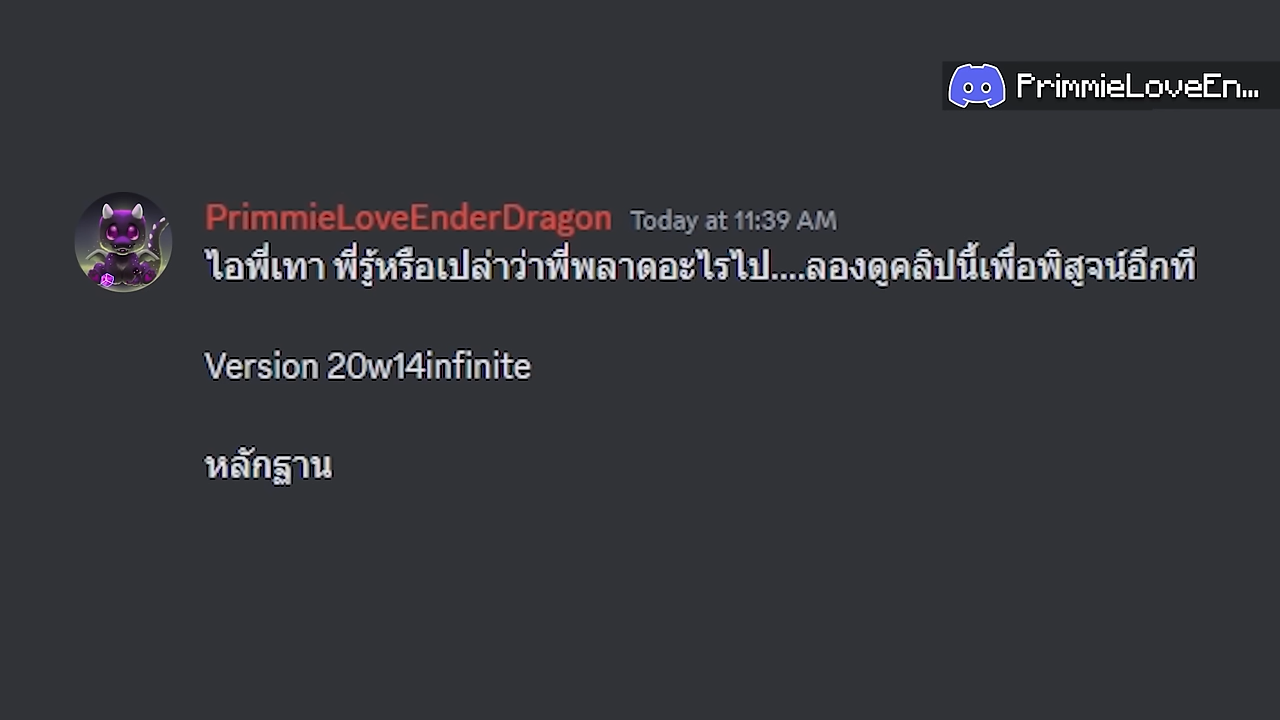 PrimmieLoveEn...
PrimmieLoveEnderDragon Today at 11:39 AM
ไอพี่เทา พี่รู้หรือเปล่าว่าพี่พลาดอะไรไป....ลองดูคลิปนี้เพื่อพิสูจน์อีกที
Version 20w14infinite
หลักฐาน